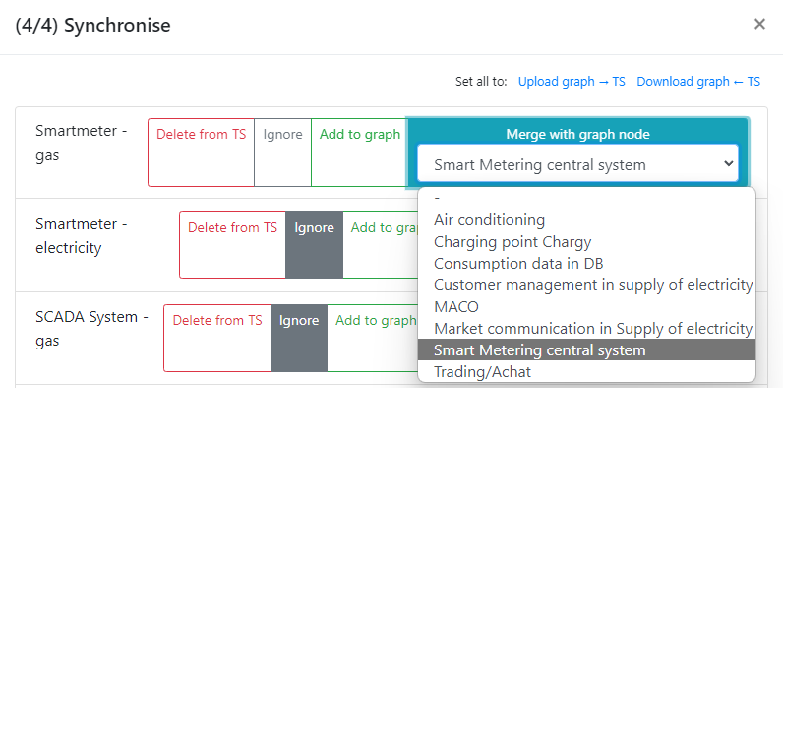 (4/4) Synchronise
×
Set all to: Upload graph → TS Download graph ← TS
Smartmeter -
gas
Delete from TS
Ignore
Add to graph
Merge with graph node
Smart Metering central system
-
Air conditioning
Charging point Chargy
Consumption data in DB
Customer management in supply of electricity
MACO
Market communication in Supply of electricity
Smart Metering central system
Trading/Achat
Smartmeter -
electricity
Delete from TS
Ignore
Add to gra
SCADA System -
gas
Delete from TS
Ignore
Add to graph